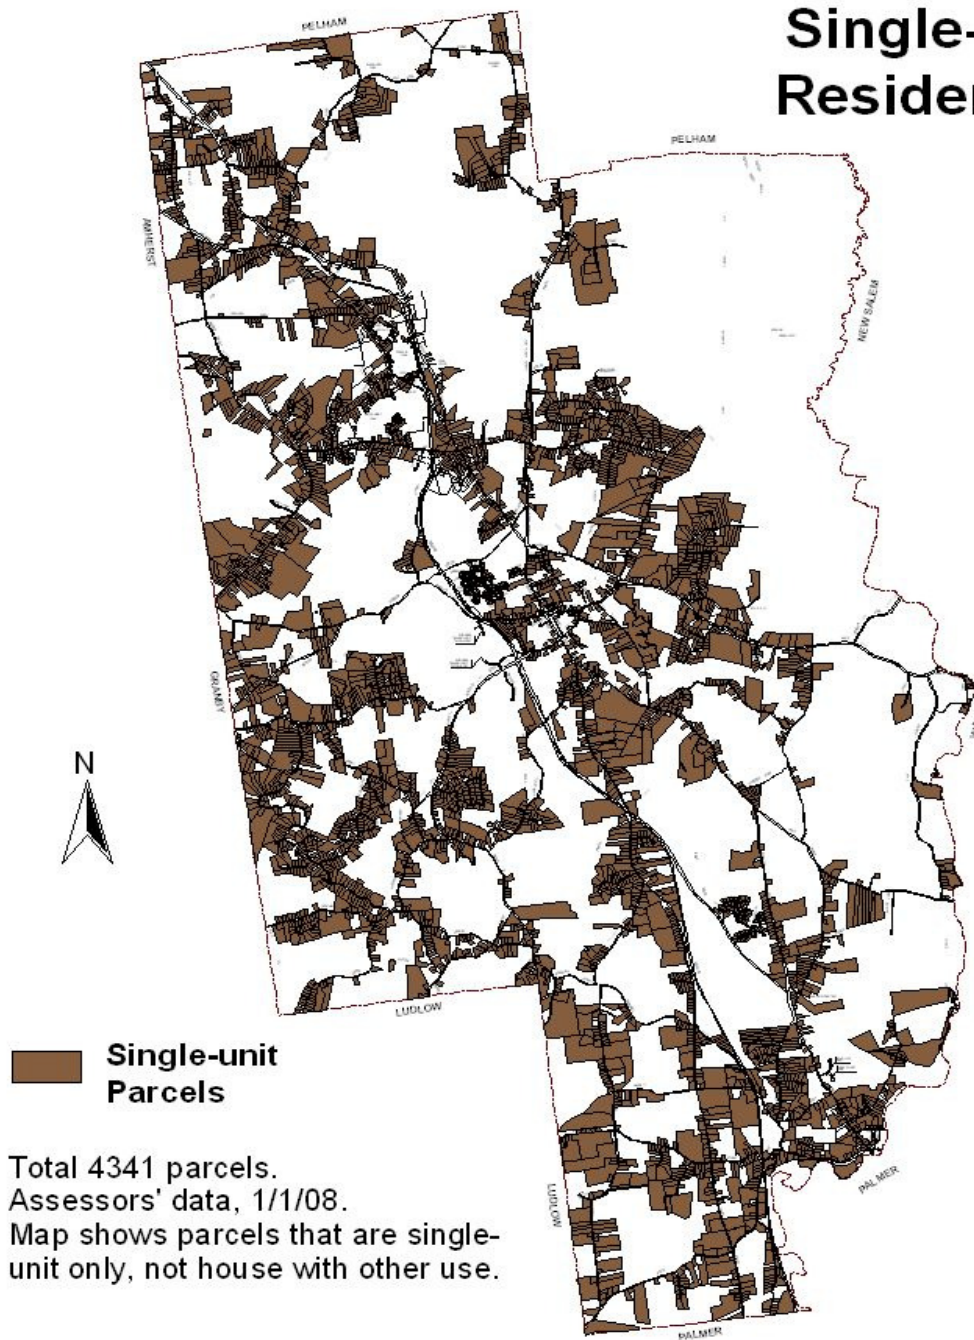 Single-
Residen
PELHAM
PELHAM
AMHERST
NEW SALEM
GRANBY
N
LUDLOW
Single-unit
Parcels
PALMER
LUDLOW
Total 4341 parcels.
Assessors' data, 1/1/08.
Map shows parcels that are single-
unit only, not house with other use.
PALMER